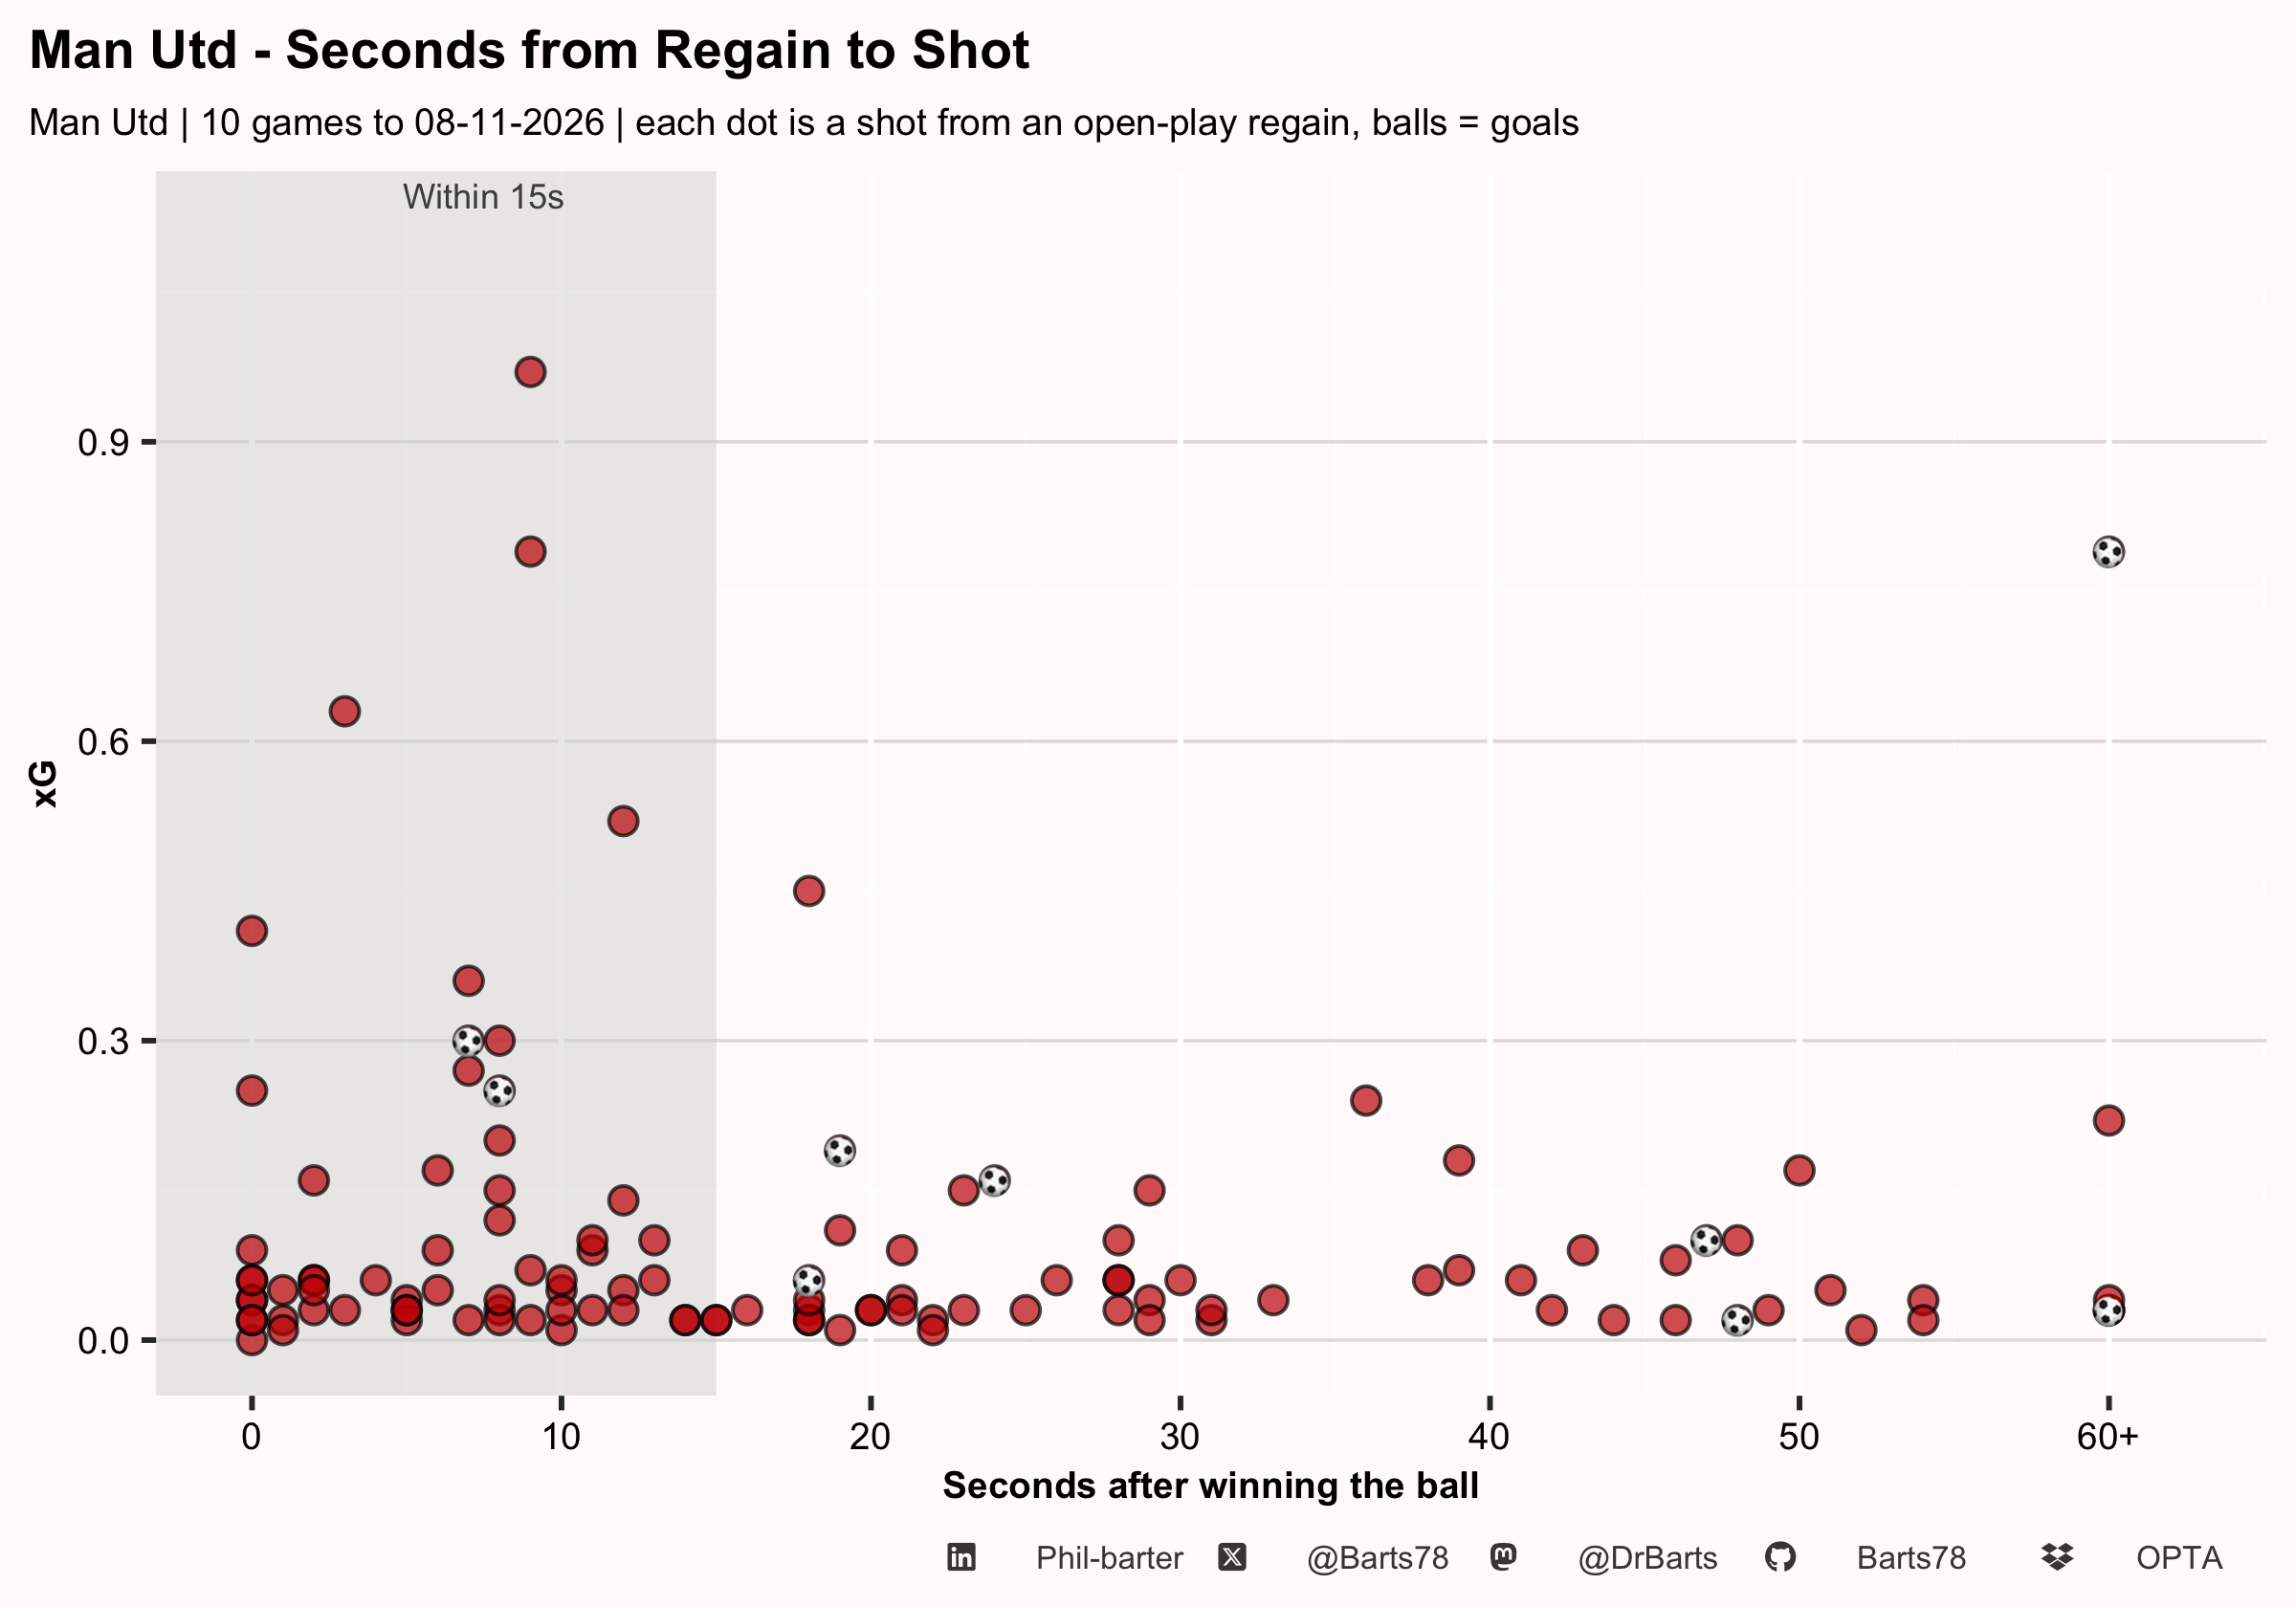 Man Utd - Seconds from Regain to Shot
Man Utd | 10 games to 08-11-2026 | each dot is a shot from an open-play regain, balls = goals
Within 15s
0.9
0.6
0.3
0.0
xG
0 10 20 30 40 50 60+
Seconds after winning the ball
Phil-barter @Barts78 @DrBarts Barts78 OPTA